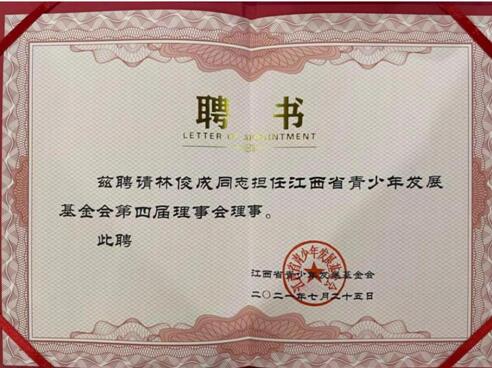 聘书
LETTER OF APPOINTMENT
兹聘请林俊成同志担任江西省青少年发展
基金会第四届理事会理事。
此聘
江西省青少年发展基金会
二〇二一年七月二十五日